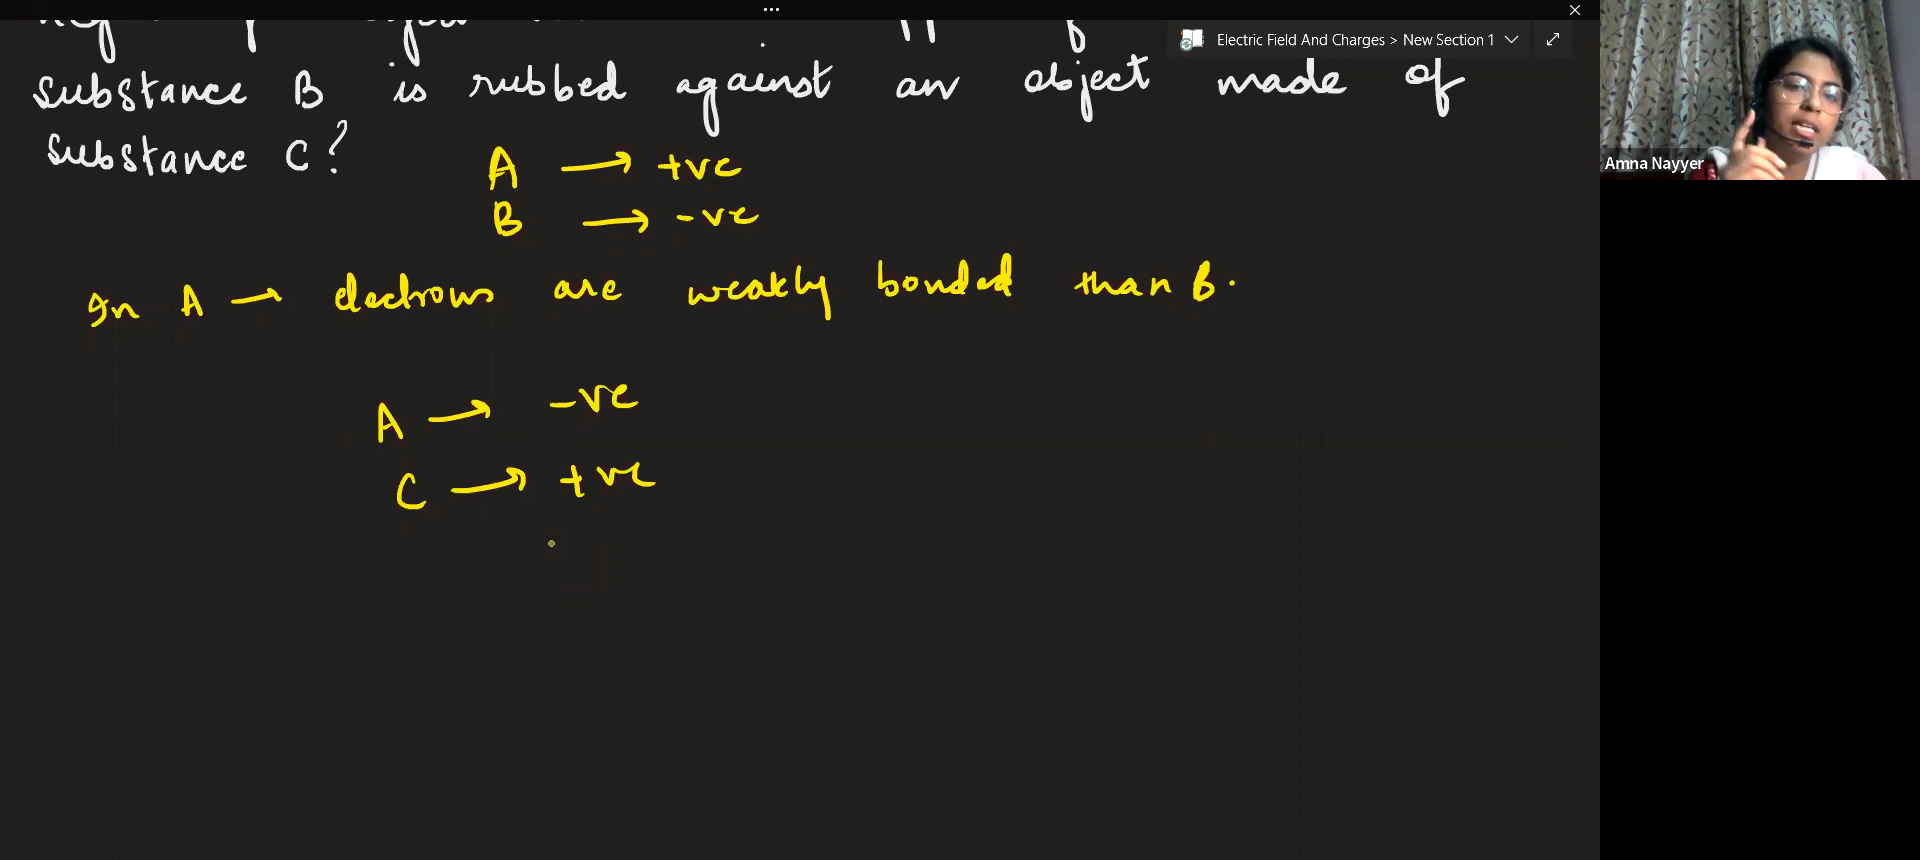 Electric Field And Charges > New Section 1
substance B is rubbed against an object made of
substance C?
A → +ve
B → -ve
In A → electrons are weakly bonded than B.
A → -ve
C → +ve
Amna Nayyer